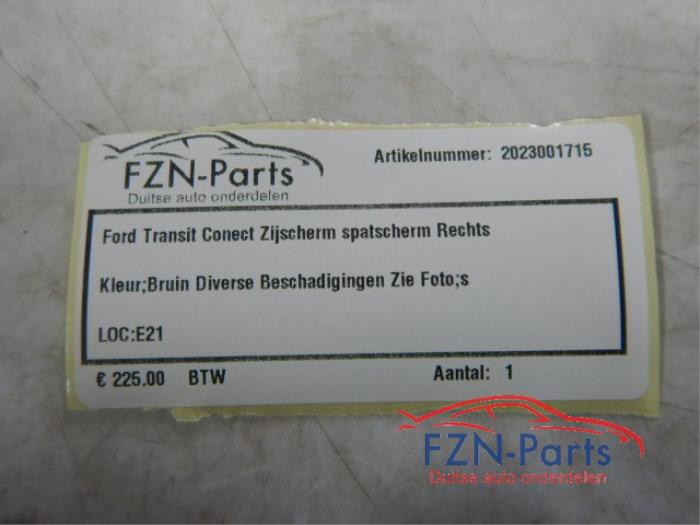 FZN-Parts
Duitse auto onderdelen
Artikelnummer: 2023001715
Ford Transit Conect Zijscherm spatscherm Rechts
Kleur;Bruin Diverse Beschadigingen Zie Foto;s
LOC:E21
€ 225.00 BTW
Aantal: 1
FZN-Parts
Duitse auto onderdelen